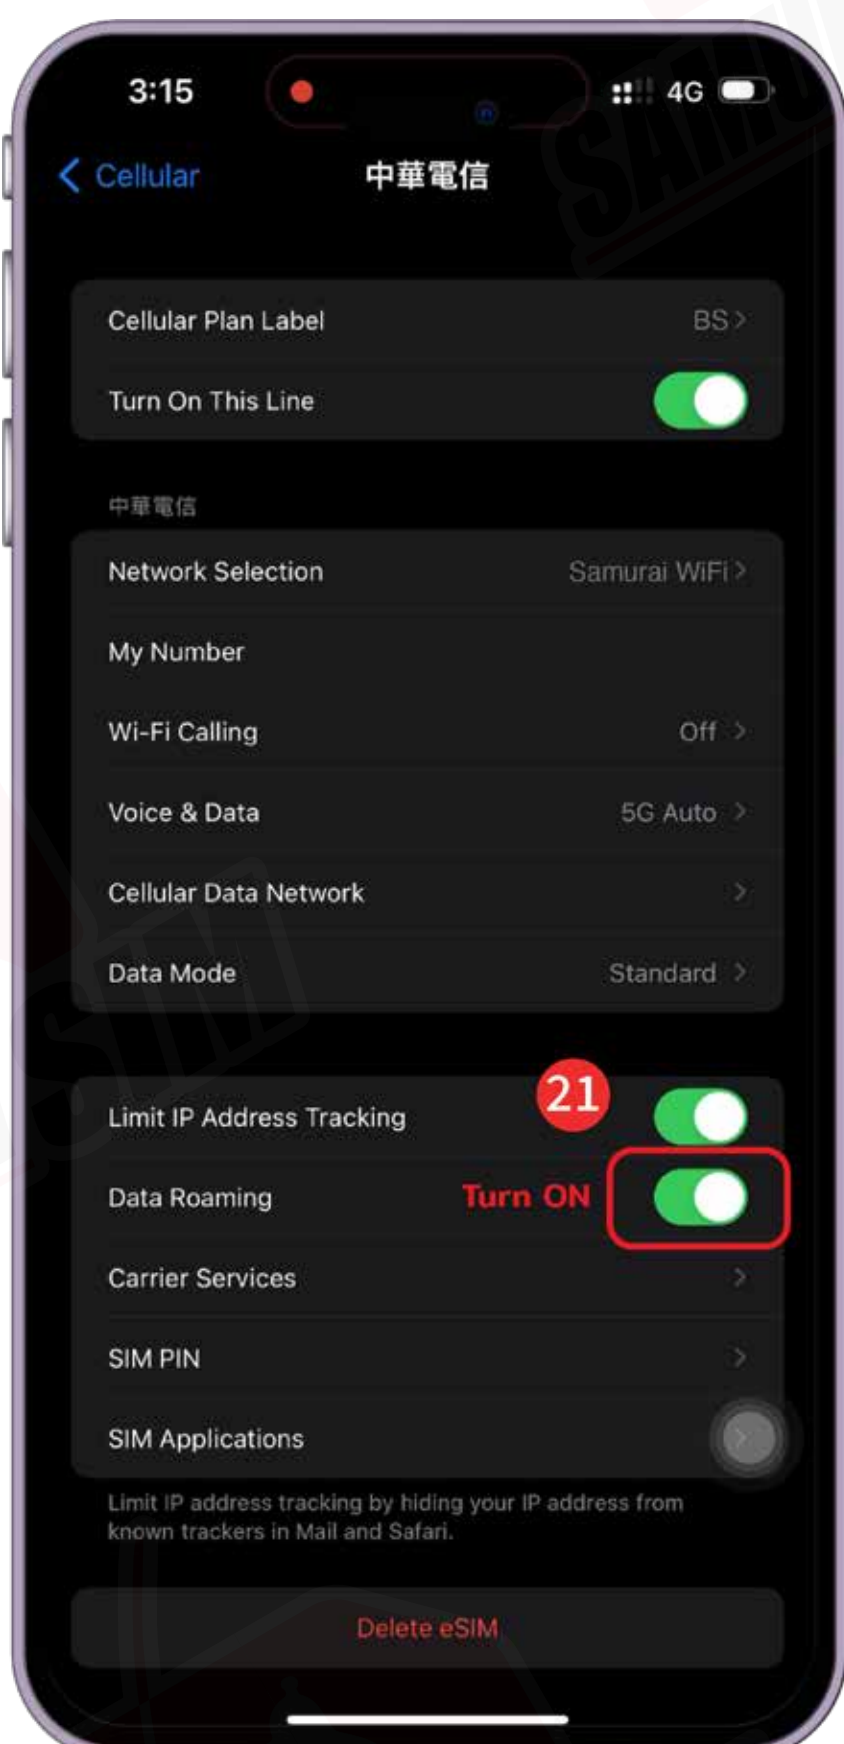 3:15 4G
Cellular 中華電信
Cellular Plan Label BS
Turn On This Line
中華電信
Network Selection Samurai WiFi
My Number
Wi-Fi Calling Off
Voice & Data 5G Auto
Cellular Data Network
Data Mode Standard
21
Limit IP Address Tracking
Data Roaming Turn ON
Carrier Services
SIM PIN
SIM Applications
Limit IP address tracking by hiding your IP address from
known trackers in Mail and Safari.
Delete eSIM